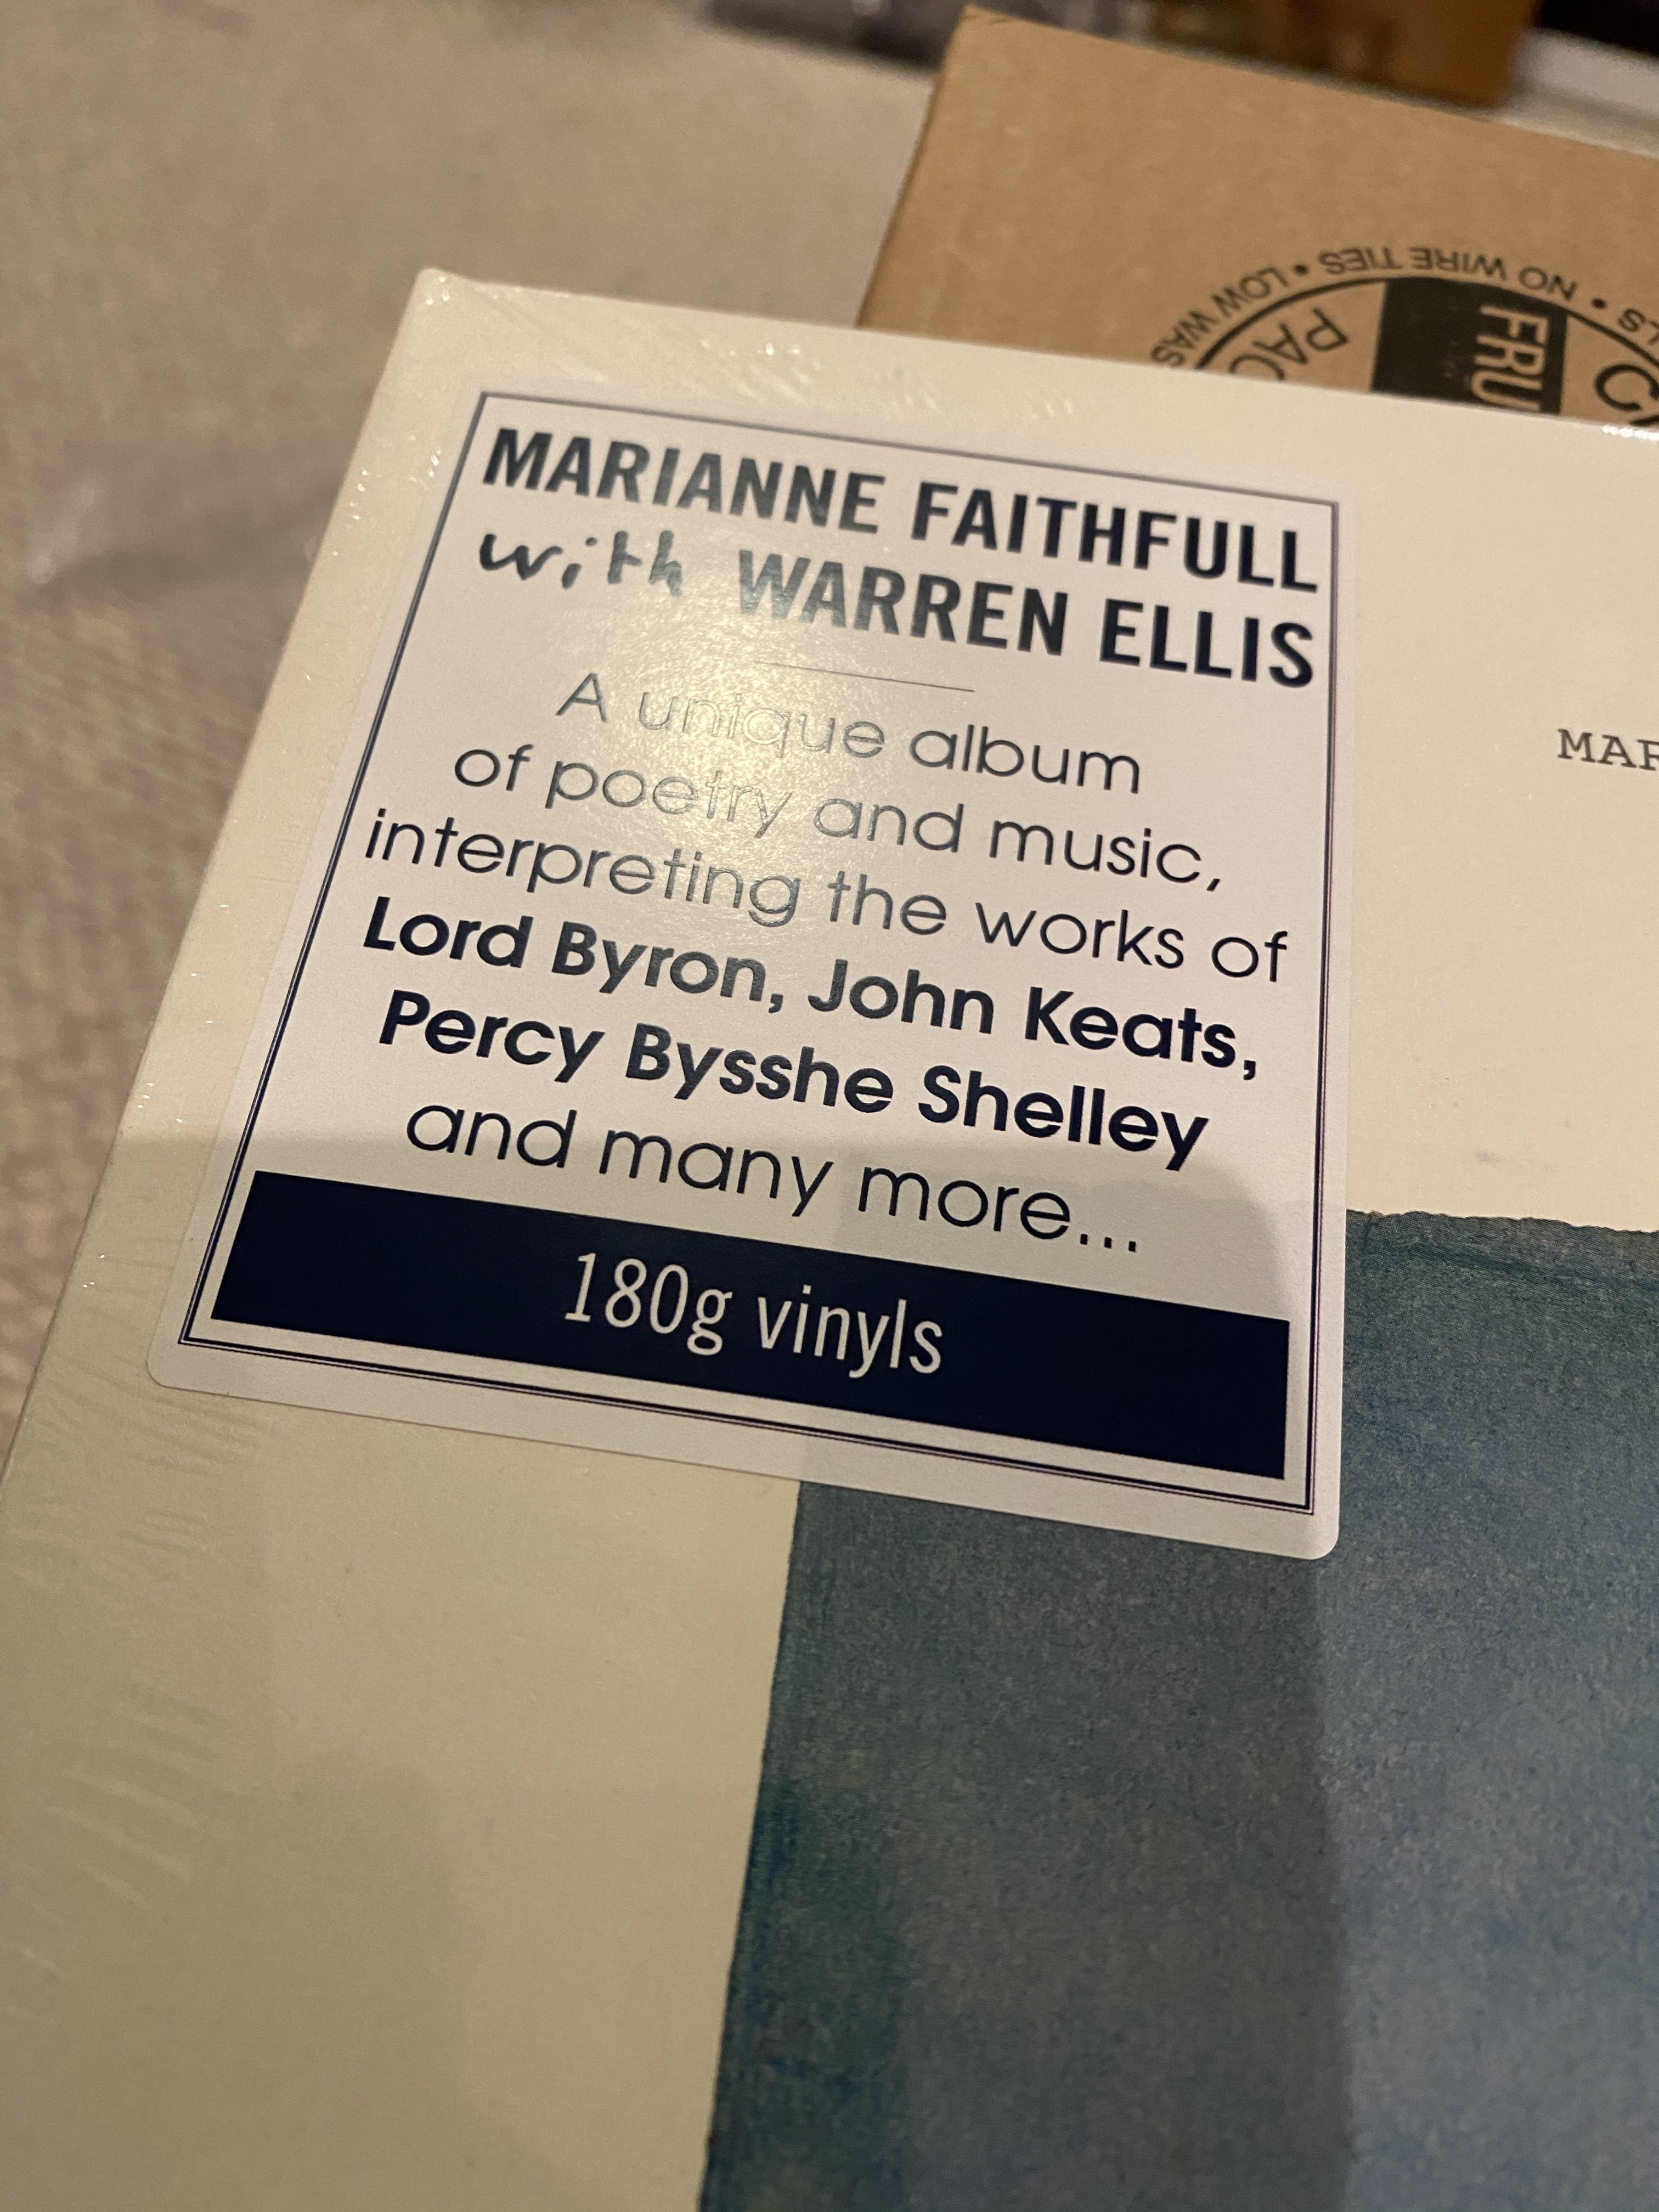 MARIANNE FAITHFULL
with WARREN ELLIS
A unique album
of poetry and music,
interpreting the works of
Lord Byron, John Keats,
Percy Bysshe Shelley
and many more...
180g vinyls
NO WIRE TIES • LOW